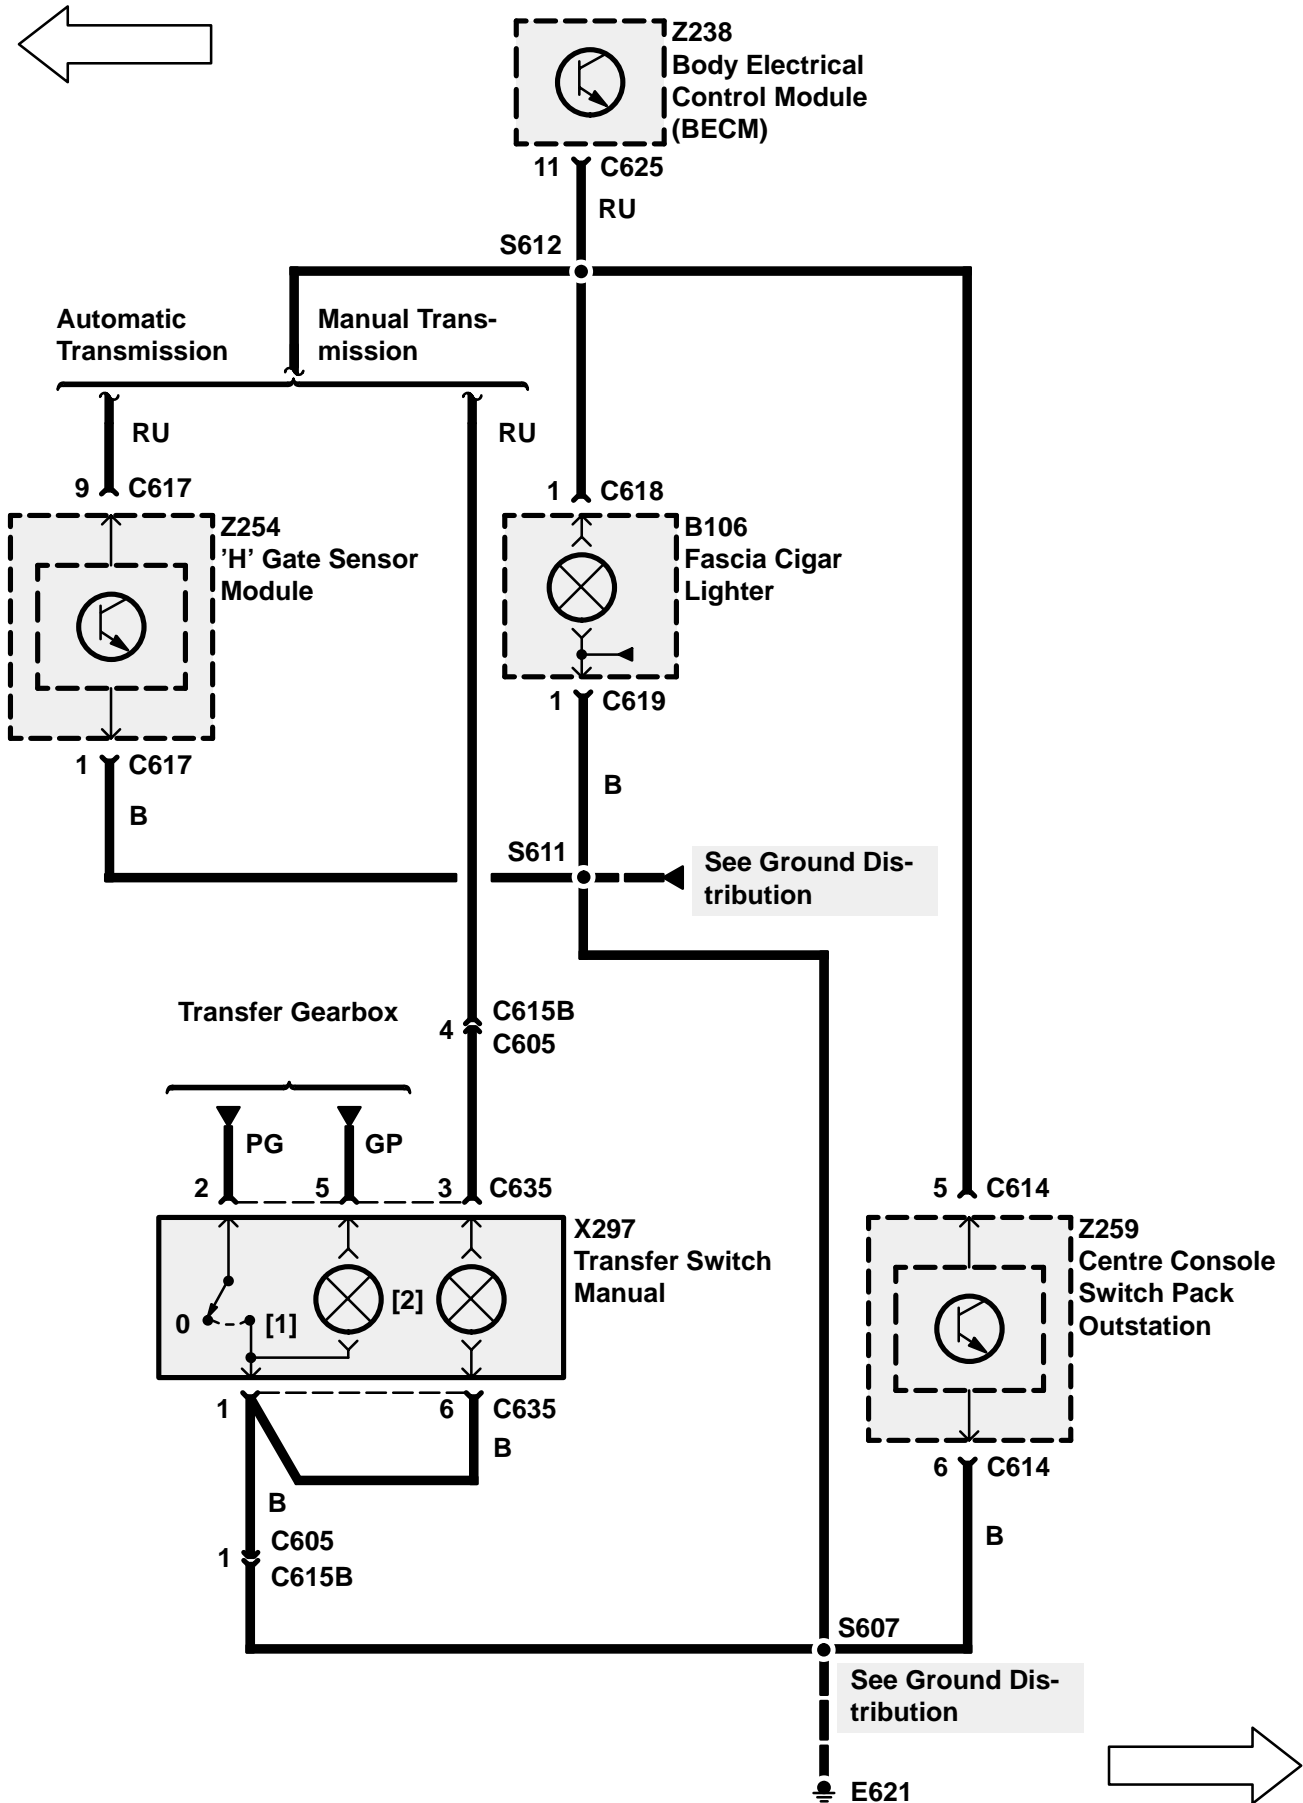 Z238
Body Electrical
Control Module
(BECM)
11 C625
RU
S612
Automatic
Transmission
Manual Trans-
mission
RU
RU
9 C617
1 C618
Z254
’H’ Gate Sensor
Module
B106
Fascia Cigar
Lighter
1 C617
B
1 C619
B
S611
See Ground Dis-
tribution
Transfer Gearbox
4
C615B
C605
PG
GP
2
5
3 C635
5 C614
X297
Transfer Switch
Manual
0
[1]
[2]
Z259
Centre Console
Switch Pack
Outstation
1
6 C635
B
B
6 C614
B
1
C605
C615B
S607
See Ground Dis-
tribution
E621